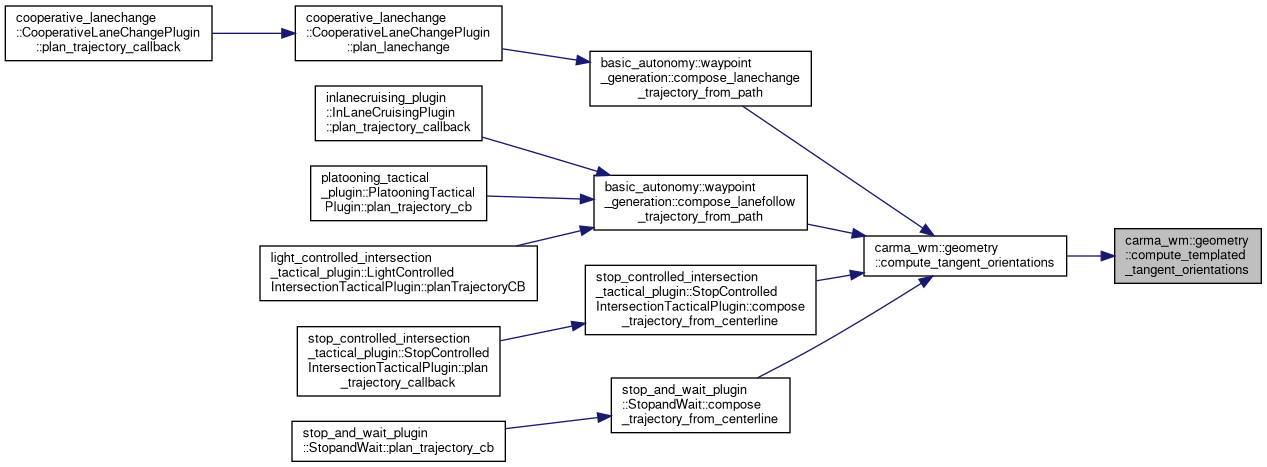 cooperative_lanechange
::CooperativeLaneChangePlugin
::plan_trajectory_callback
cooperative_lanechange
::CooperativeLaneChangePlugin
::plan_lanechange
basic_autonomy::waypoint
_generation::compose_lanechange
_trajectory_from_path
inlanecruising_plugin
::InLaneCruisingPlugin
::plan_trajectory_callback
platooning_tactical
_plugin::PlatooningTactical
Plugin::plan_trajectory_cb
basic_autonomy::waypoint
_generation::compose_lanefollow
_trajectory_from_path
light_controlled_intersection
_tactical_plugin::LightControlled
IntersectionTacticalPlugin::planTrajectoryCB
carma_wm::geometry
::compute_tangent_orientations
carma_wm::geometry
::compute_templated
_tangent_orientations
stop_controlled_intersection
_tactical_plugin::StopControlled
IntersectionTacticalPlugin::compose
_trajectory_from_centerline
stop_controlled_intersection
_tactical_plugin::StopControlled
IntersectionTacticalPlugin::plan
_trajectory_callback
stop_and_wait_plugin
::StopandWait::compose
_trajectory_from_centerline
stop_and_wait_plugin
::StopandWait::plan_trajectory_cb